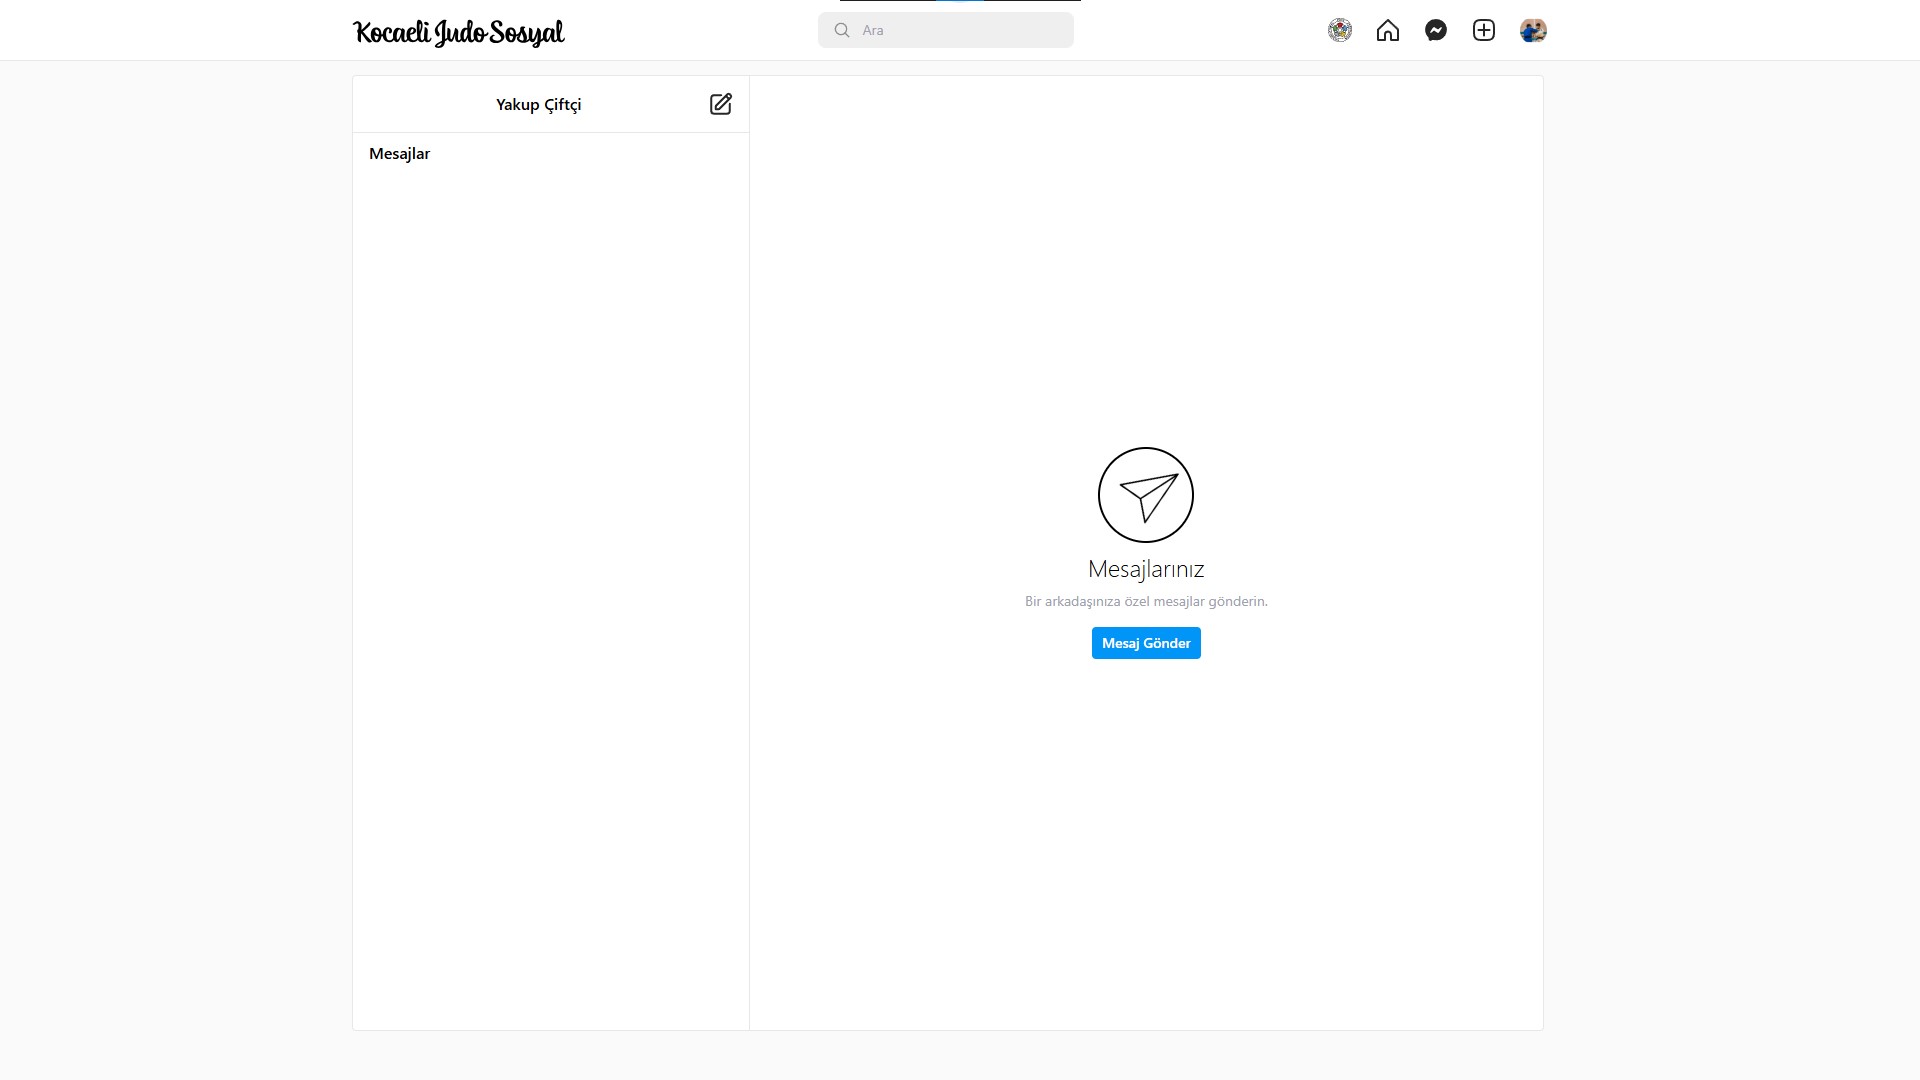 Kocaeli Judo Sosyal
Ara
Yakup Çiftçi
Mesajlar
Mesajlarınız
Bir arkadaşınıza özel mesajlar gönderin.
Mesaj Gönder